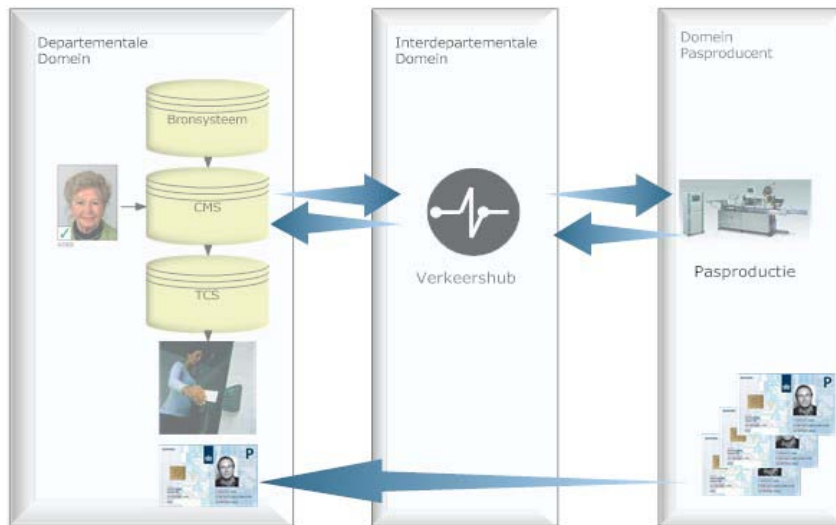 Departementale
Domein
Bronsysteem
CMS
TCS
P
Interdepartementale
Domein
Verkeershub
Domein
Pasproducent
Pasproductie
P